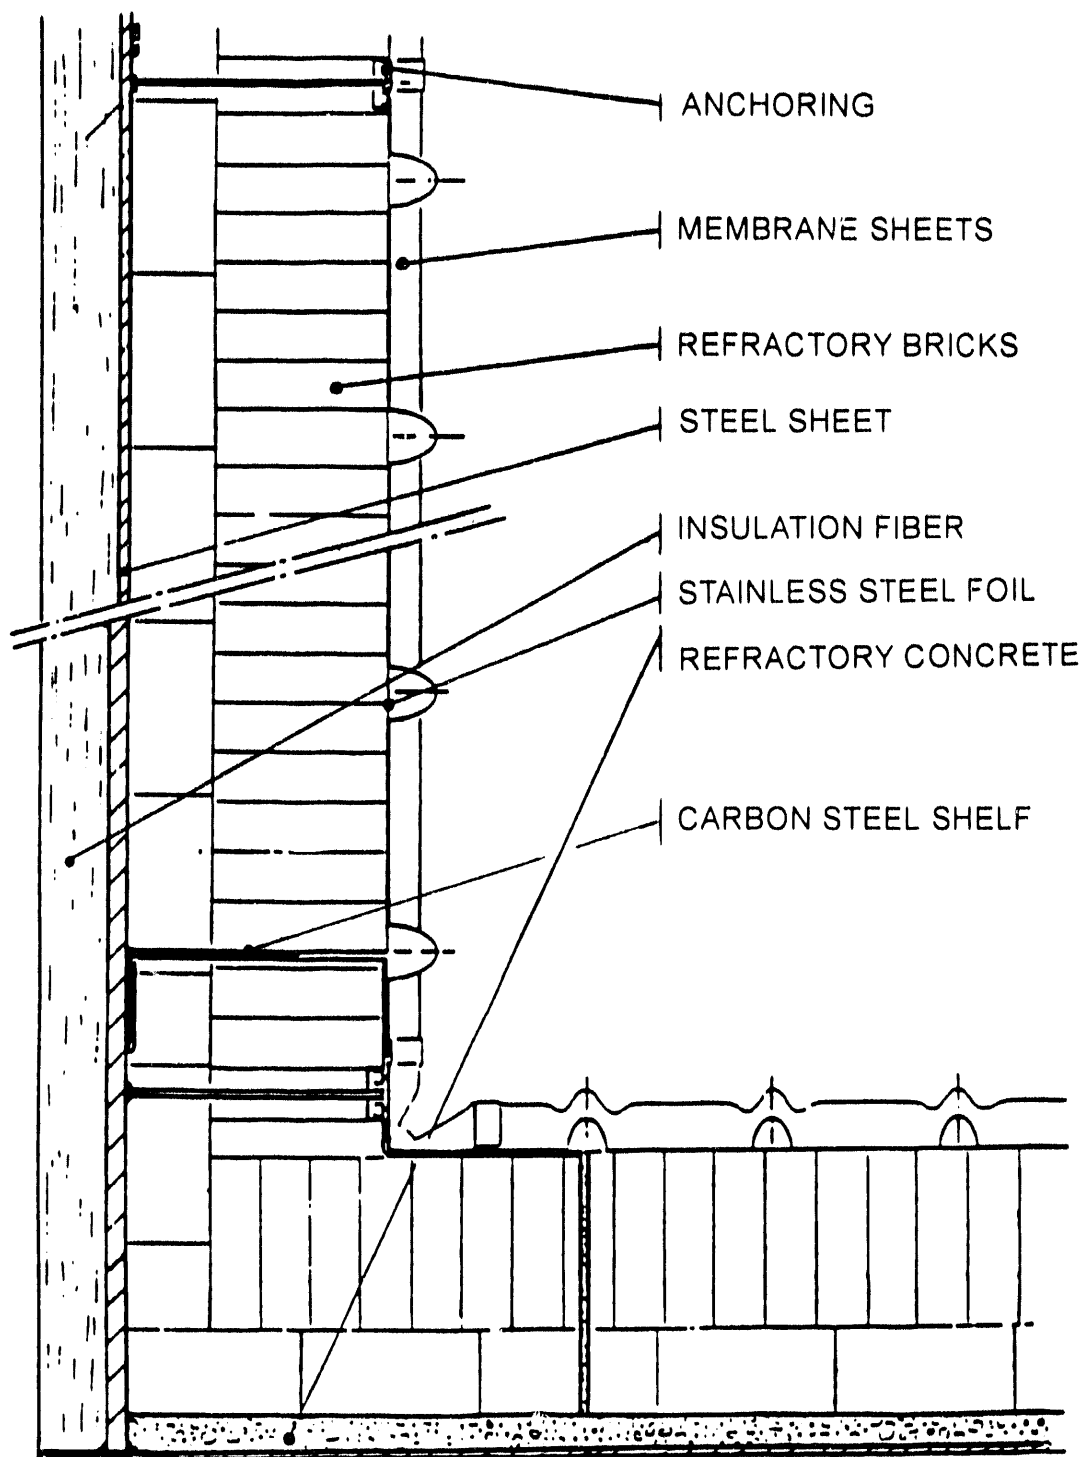 ANCHORING
MEMBRANE SHEETS
REFRACTORY BRICKS
STEEL SHEET
INSULATION FIBER
STAINLESS STEEL FOIL
REFRACTORY CONCRETE
CARBON STEEL SHELF